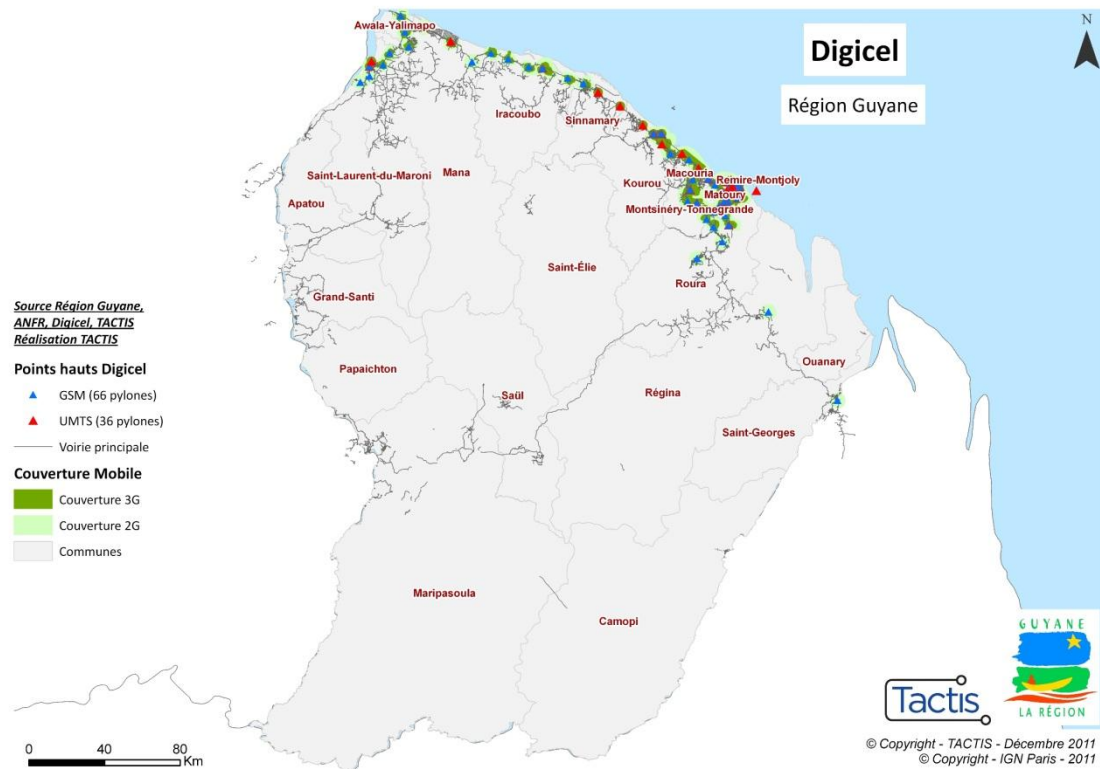 Digicel
Région Guyane
N
Awala-Yalimapo
Iracoubo
Sinnamary
Saint-Laurent-du-Maroni
Mana
Kourou
Macouria
Remire-Montjoly
Matoury
Apatou
Montsinéry-Tonnegrande
Saint-Élie
Roura
Grand-Santi
Ouanary
Papaichton
Saül
Régina
Saint-Georges
Maripasoula
Camopi
Source Région Guyane,
ANFR, Digicel, TACTIS
Réalisation TACTIS
Points hauts Digicel
GSM (66 pylones)
UMTS (36 pylones)
Voirie principale
Couverture Mobile
Couverture 3G
Couverture 2G
Communes
0 40 80
Km
Tactis
GUYANE
LA RÉGION
© Copyright - TACTIS - Décembre 2011
© Copyright - IGN Paris - 2011